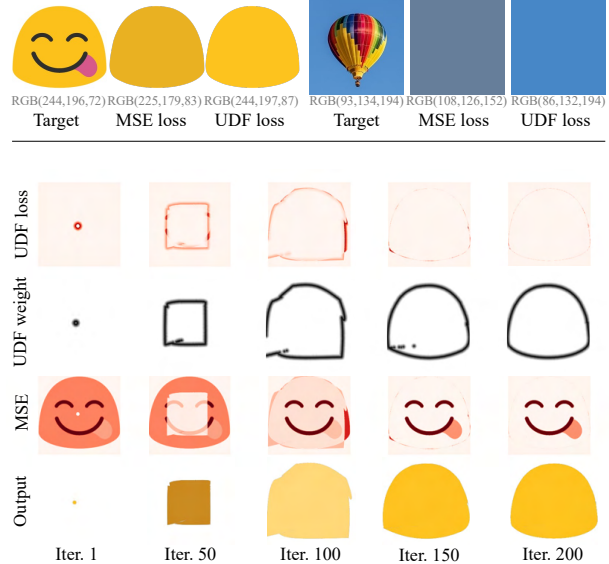 RGB(244,196,72) RGB(225,179,83) RGB(244,197,87) RGB(93,134,194) RGB(108,126,152) RGB(86,132,194)
Target MSE loss UDF loss Target MSE loss UDF loss
UDF loss
UDF weight
MSE
Output
Iter. 1 Iter. 50 Iter. 100 Iter. 150 Iter. 200